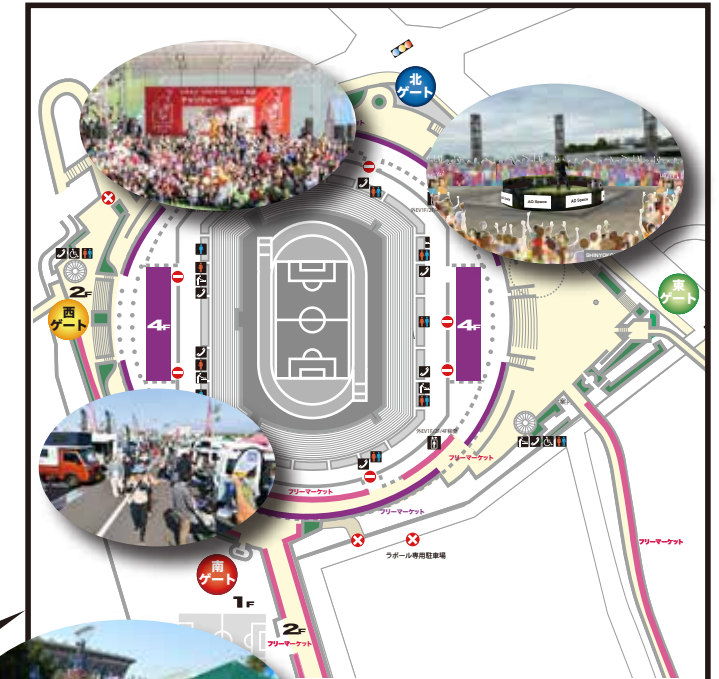 北
ゲート
AD Space
AD Space
SHINYOKO
東
ゲート
2F
西
ゲート
4F
4F
フリーマーケット
フリーマーケット
フリーマーケット
フリーマーケット
ラポール専用駐車場
南
ゲート
1F
2F
フリーマーケット